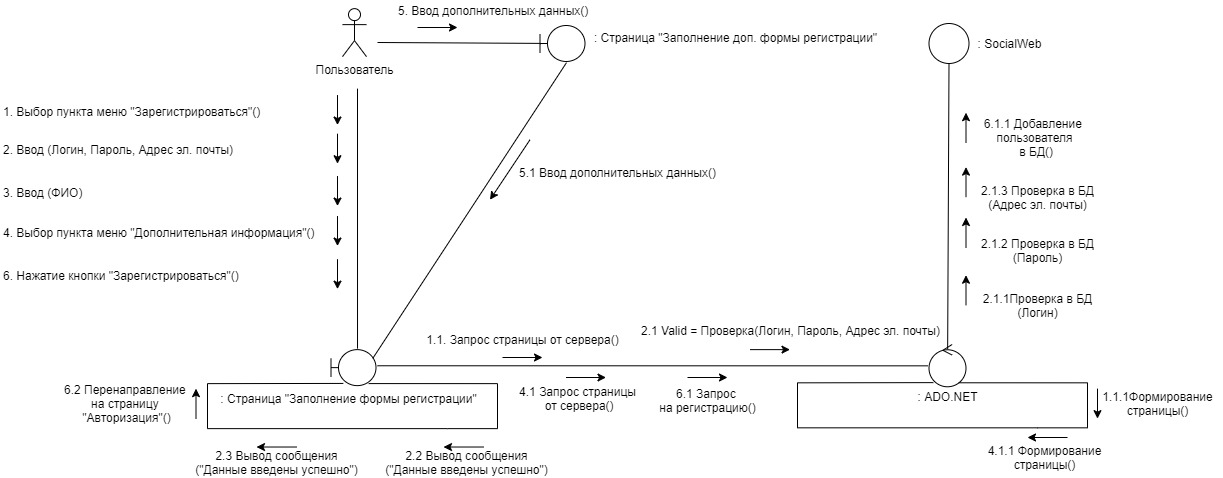 5. Ввод дополнительных данных()
: Страница "Заполнение доп. формы регистрации"
: SocialWeb
Пользователь
1. Выбор пункта меню "Зарегистрироваться"()
2. Ввод (Логин, Пароль, Адрес эл. почты)
3. Ввод (ФИО)
4. Выбор пункта меню "Дополнительная информация"()
6. Нажатие кнопки "Зарегистрироваться"()
5.1 Ввод дополнительных данных()
6.1.1 Добавление
пользователя
в БД()
2.1.3 Проверка в БД
(Адрес эл. почты)
2.1.2 Проверка в БД
(Пароль)
2.1.1Проверка в БД
(Логин)
1.1. Запрос страницы от сервера()
2.1 Valid = Проверка(Логин, Пароль, Адрес эл. почты)
6.2 Перенаправление
на страницу
"Авторизация"()
: Страница "Заполнение формы регистрации"
4.1 Запрос страницы
от сервера()
6.1 Запрос
на регистрацию()
: ADO.NET
1.1.1Формирование
страницы()
4.1.1 Формирование
страницы()
2.3 Вывод сообщения
("Данные введены успешно")
2.2 Вывод сообщения
("Данные введены успешно")